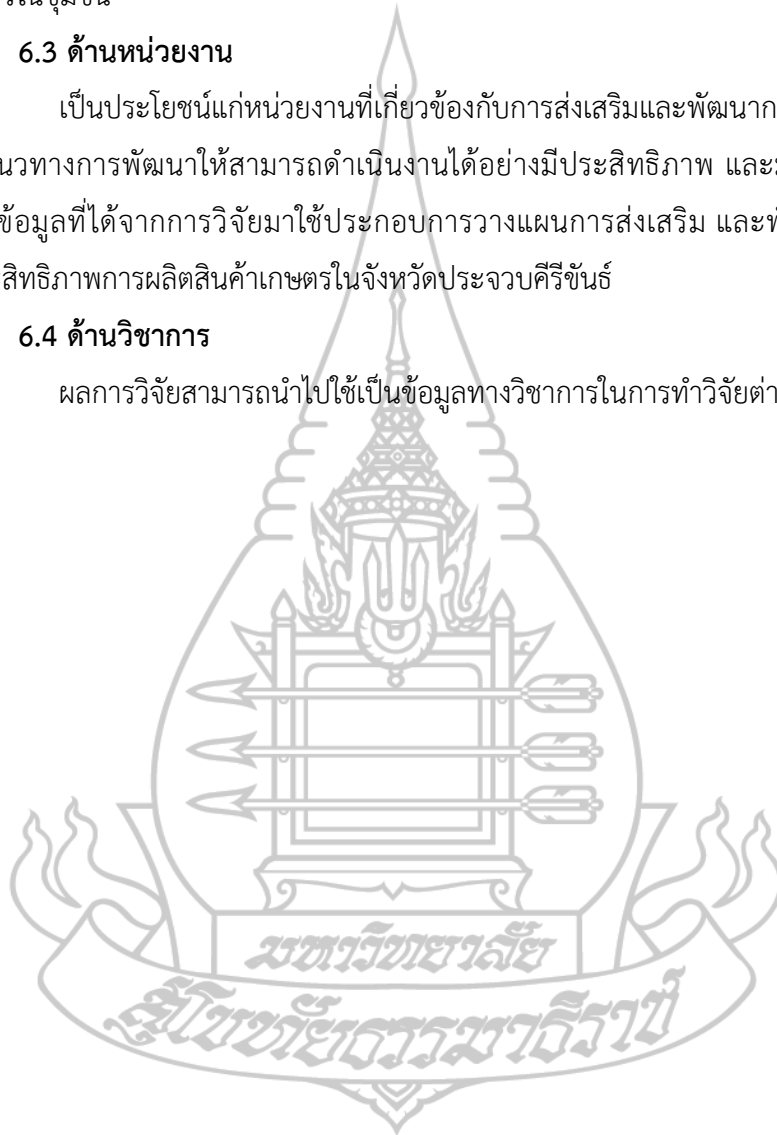 6.3 ด้านหน่วยงาน
เป็นประโยชน์แก่หน่วยงานที่เกี่ยวข้องกับการส่งเสริมและพัฒนา
ทางการพัฒนาให้สามารถดำเนินงานได้อย่างมีประสิทธิภาพ และ
ข้อมูลที่ได้จากการวิจัยมาใช้ประกอบการวางแผนการส่งเสริม และ
สิทธิภาพการผลิตสินค้าเกษตรในจังหวัดประจวบคีรีขันธ์
6.4 ด้านวิชาการ
ผลการวิจัยสามารถนำไปใช้เป็นข้อมูลทางวิชาการในการทำวิจัยต่า
มหาวิทยาลัย
สุโขทัยธรรมาธิราช